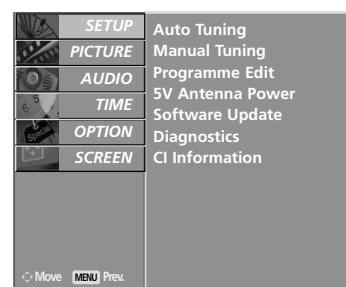 SETUP
PICTURE
AUDIO
TIME
OPTION
SCREEN
Auto Tuning
Manual Tuning
Programme Edit
5V Antenna Power
Software Update
Diagnostics
CI Information
Move MENU Prev.